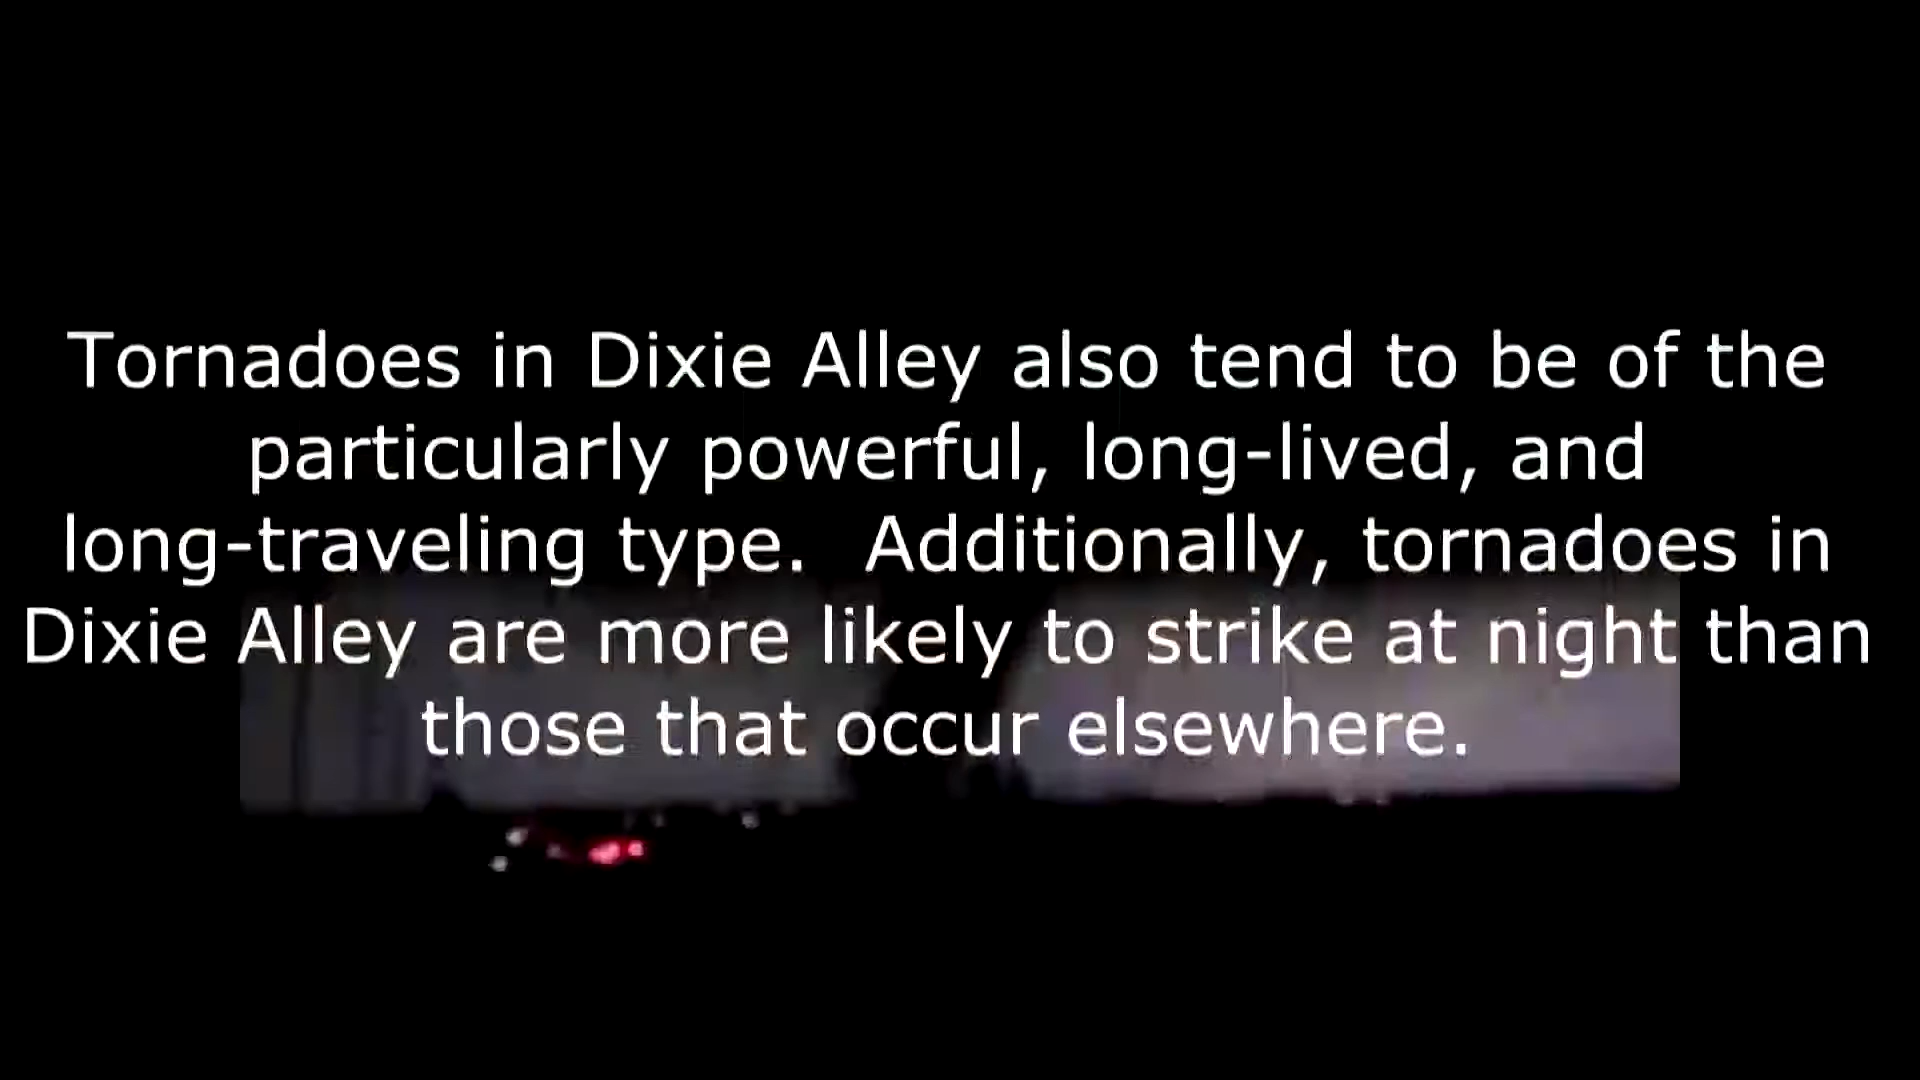 Tornadoes in Dixie Alley also tend to be of the
particularly powerful, long-lived, and
long-traveling type.  Additionally, tornadoes in
Dixie Alley are more likely to strike at night than
those that occur elsewhere.